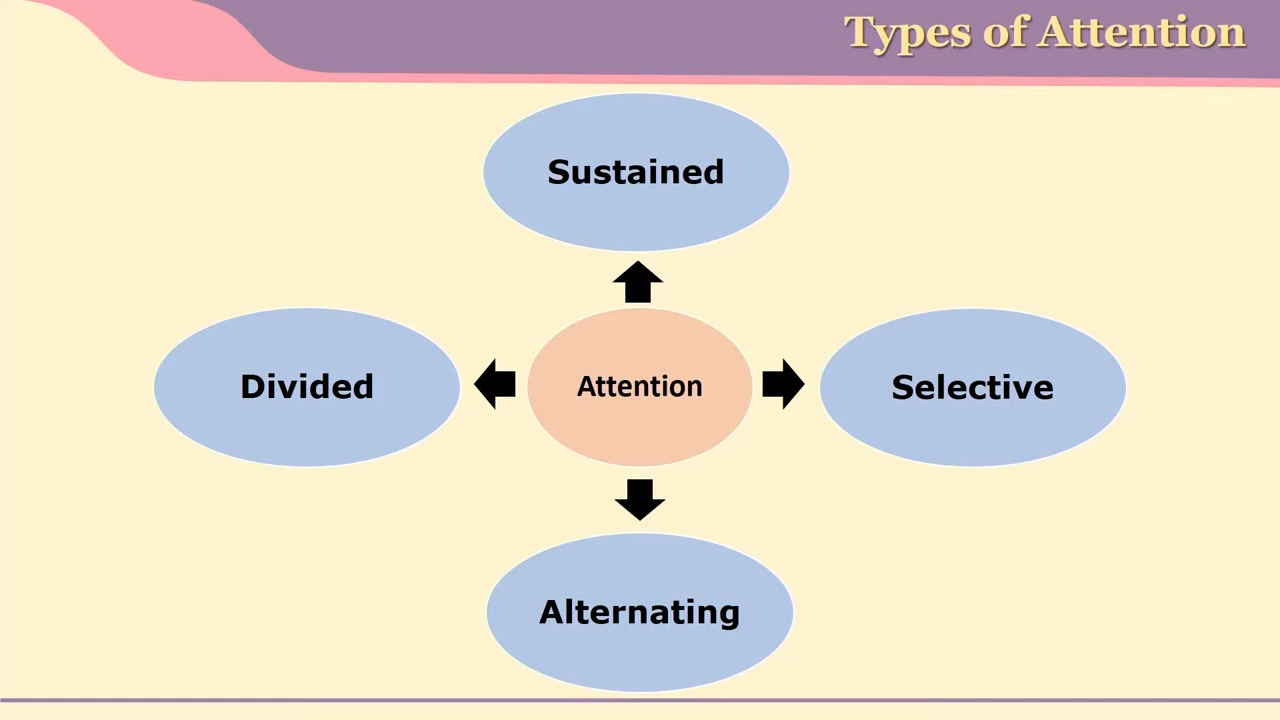 Types of Attention
Sustained
Divided
Attention
Selective
Alternating